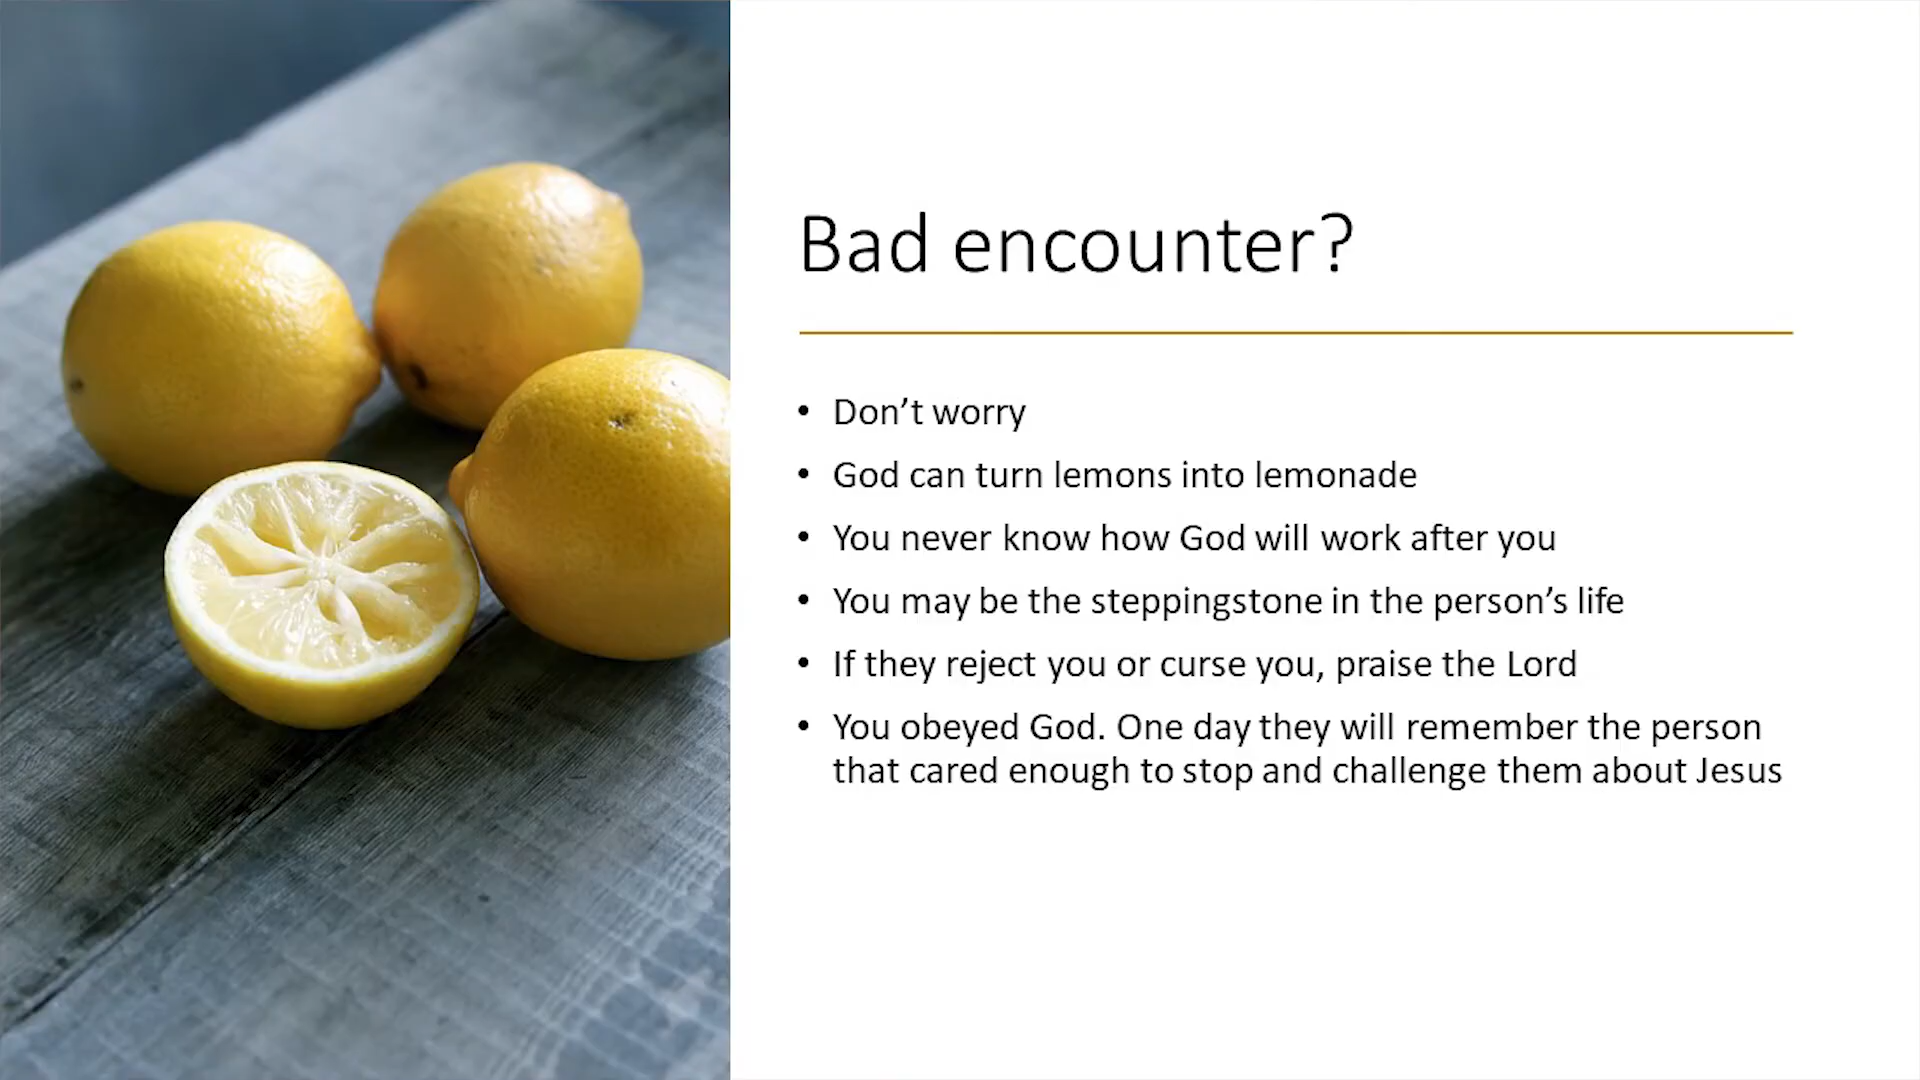 Bad encounter?
• Don’t worry
• God can turn lemons into lemonade
• You never know how God will work after you
• You may be the steppingstone in the person’s life
• If they reject you or curse you, praise the Lord
• You obeyed God. One day they will remember the person
that cared enough to stop and challenge them about Jesus